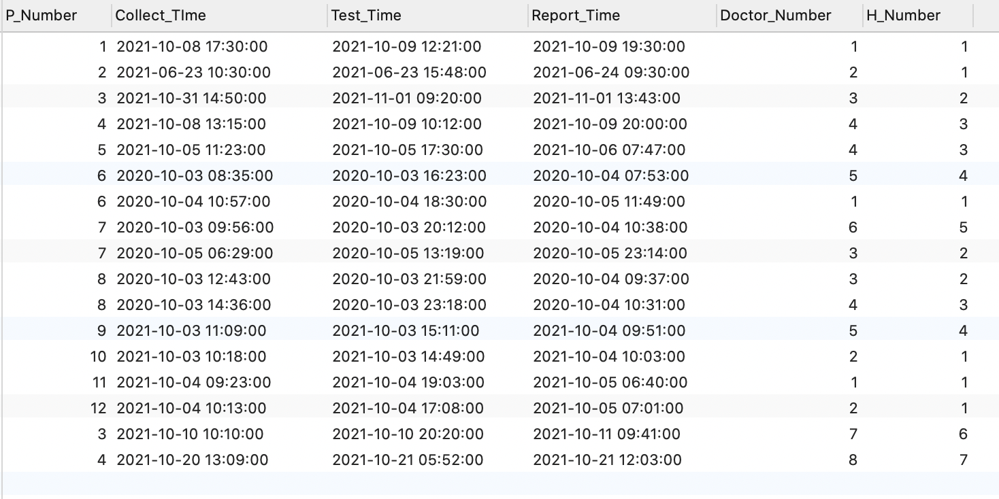 P_Number Collect_TIme Test_Time Report_Time Doctor_Number H_Number
1 2021-10-08 17:30:00 2021-10-09 12:21:00 2021-10-09 19:30:00 1 1
2 2021-06-23 10:30:00 2021-06-23 15:48:00 2021-06-24 09:30:00 2 1
3 2021-10-31 14:50:00 2021-11-01 09:20:00 2021-11-01 13:43:00 3 2
4 2021-10-08 13:15:00 2021-10-09 10:12:00 2021-10-09 20:00:00 4 3
5 2021-10-05 11:23:00 2021-10-05 17:30:00 2021-10-06 07:47:00 4 3
6 2020-10-03 08:35:00 2020-10-03 16:23:00 2020-10-04 07:53:00 5 4
6 2020-10-04 10:57:00 2020-10-04 18:30:00 2020-10-05 11:49:00 1 1
7 2020-10-03 09:56:00 2020-10-03 20:12:00 2020-10-04 10:38:00 6 5
7 2020-10-05 06:29:00 2020-10-05 13:19:00 2020-10-05 23:14:00 3 2
8 2020-10-03 12:43:00 2020-10-03 21:59:00 2020-10-04 09:37:00 3 2
8 2020-10-03 14:36:00 2020-10-03 23:18:00 2020-10-04 10:31:00 4 3
9 2021-10-03 11:09:00 2021-10-03 15:11:00 2021-10-04 09:51:00 5 4
10 2021-10-03 10:18:00 2021-10-03 14:49:00 2021-10-04 10:03:00 2 1
11 2021-10-04 09:23:00 2021-10-04 19:03:00 2021-10-05 06:40:00 1 1
12 2021-10-04 10:13:00 2021-10-04 17:08:00 2021-10-05 07:01:00 2 1
3 2021-10-10 10:10:00 2021-10-10 20:20:00 2021-10-11 09:41:00 7 6
4 2021-10-20 13:09:00 2021-10-21 05:52:00 2021-10-21 12:03:00 8 7